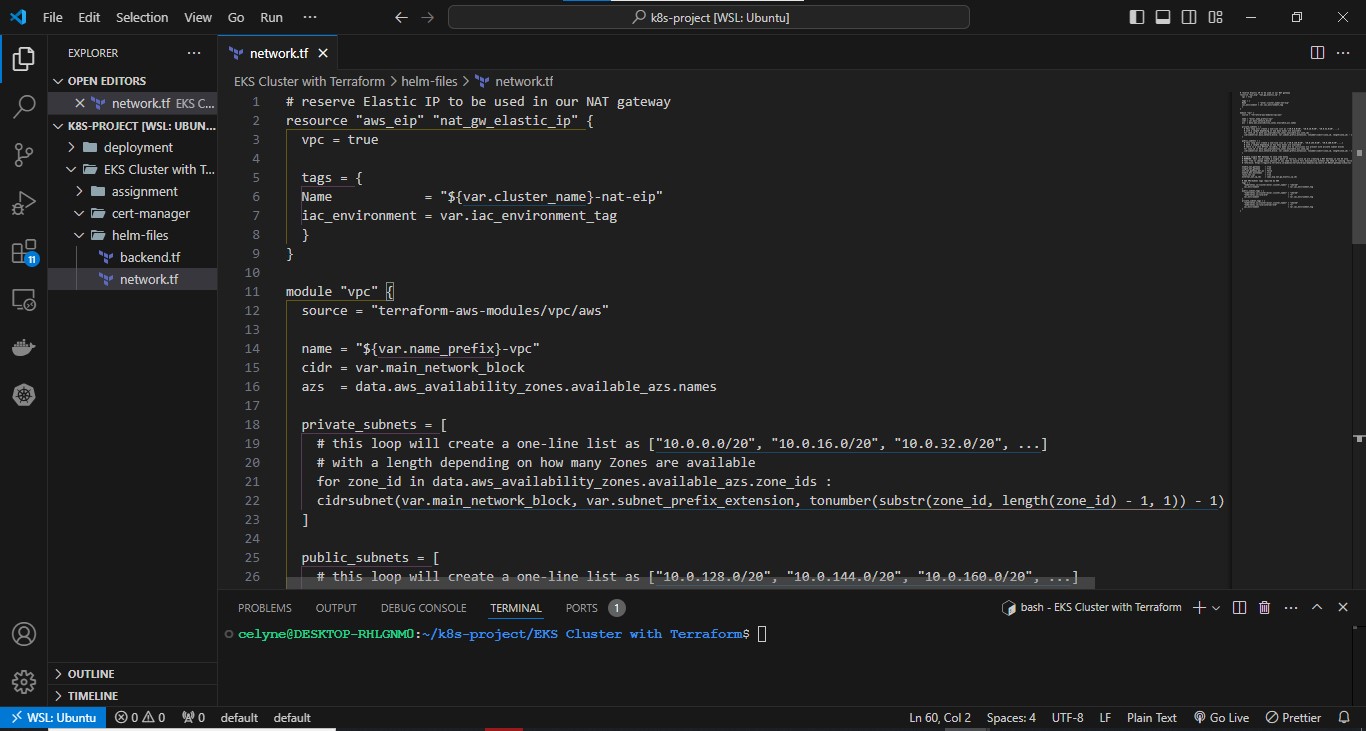 File Edit Selection View Go Run ···
k8s-project [WSL: Ubuntu]
EXPLORER
OPEN EDITORS
network.tf EKS C...
K8S-PROJECT [WSL: UBUN...
deployment
EKS Cluster with T...
assignment
cert-manager
helm-files
backend.tf
network.tf
OUTLINE
TIMELINE
11
network.tf
EKS Cluster with Terraform > helm-files > network.tf
1 # reserve Elastic IP to be used in our NAT gateway
2 resource "aws_eip" "nat_gw_elastic_ip" {
3 vpc = true
4
5 tags = {
6 Name = "${var.cluster_name}-nat-eip"
7 iac_environment = var.iac_environment_tag
8 }
9 }
10
11 module "vpc" {
12 source = "terraform-aws-modules/vpc/aws"
13
14 name = "${var.name_prefix}-vpc"
15 cidr = var.main_network_block
16 azs = data.aws_availability_zones.available_azs.names
17
18 private_subnets = [
19 # this loop will create a one-line list as ["10.0.0.0/20", "10.0.16.0/20", "10.0.32.0/20", ...]
20 # with a length depending on how many Zones are available
21 for zone_id in data.aws_availability_zones.available_azs.zone_ids :
22 cidrsubnet(var.main_network_block, var.subnet_prefix_extension, tonumber(substr(zone_id, length(zone_id) - 1, 1)) - 1)
23 ]
24
25 public_subnets = [
26 # this loop will create a one-line list as ["10.0.128.0/20", "10.0.144.0/20", "10.0.160.0/20", ...]
PROBLEMS OUTPUT DEBUG CONSOLE TERMINAL PORTS 1
bash - EKS Cluster with Terraform
celyne@DESKTOP-RHLGNM0:~/k8s-project/EKS Cluster with Terraform$
WSL: Ubuntu 0 0 0 default default
Ln 60, Col 2 Spaces: 4 UTF-8 LF Plain Text Go Live Prettier